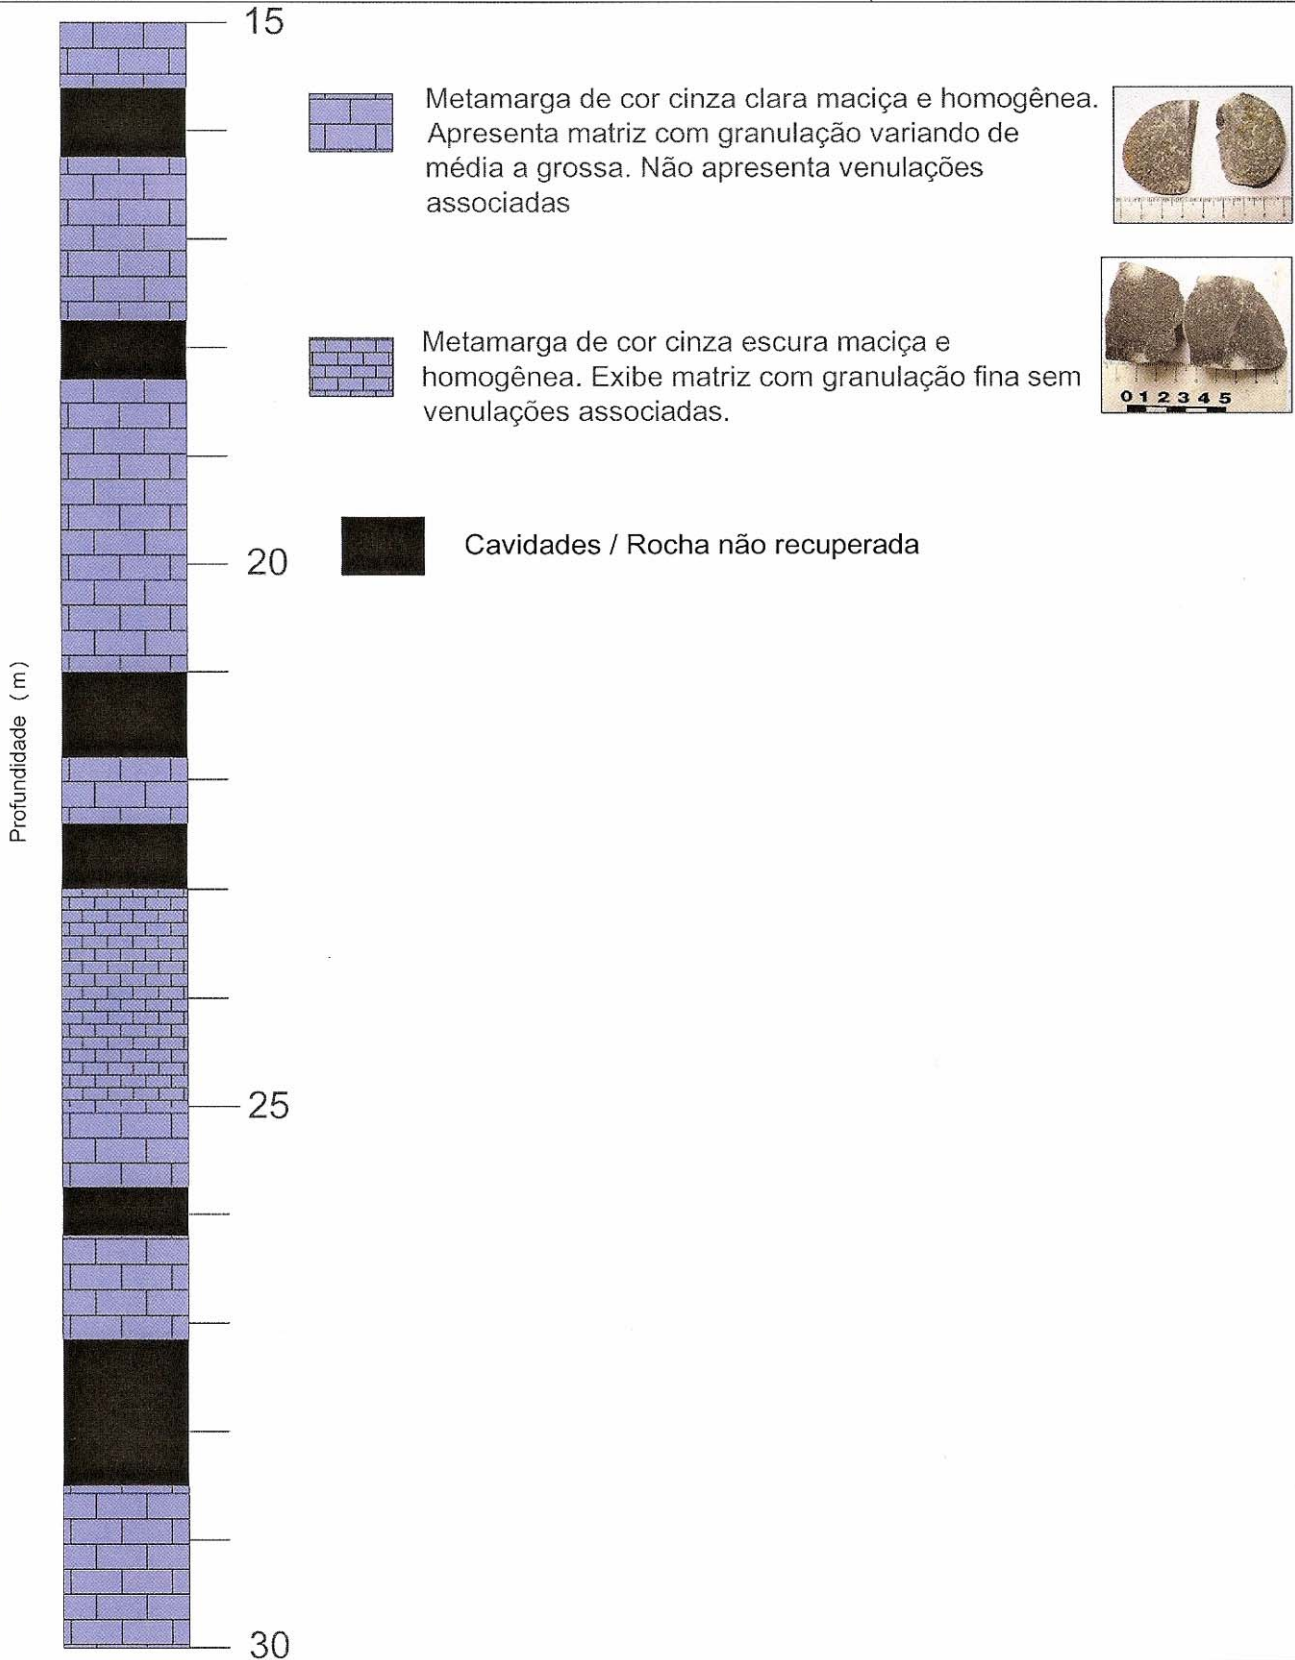 15
Metamarga de cor cinza clara maciça e homogênea.
Apresenta matriz com granulação variando de
média a grossa. Não apresenta venulações
associadas
Metamarga de cor cinza escura maciça e
homogênea. Exibe matriz com granulação fina sem
venulações associadas.
0 1 2 3 4 5
20
Cavidades / Rocha não recuperada
Profundidade (m)
25
30